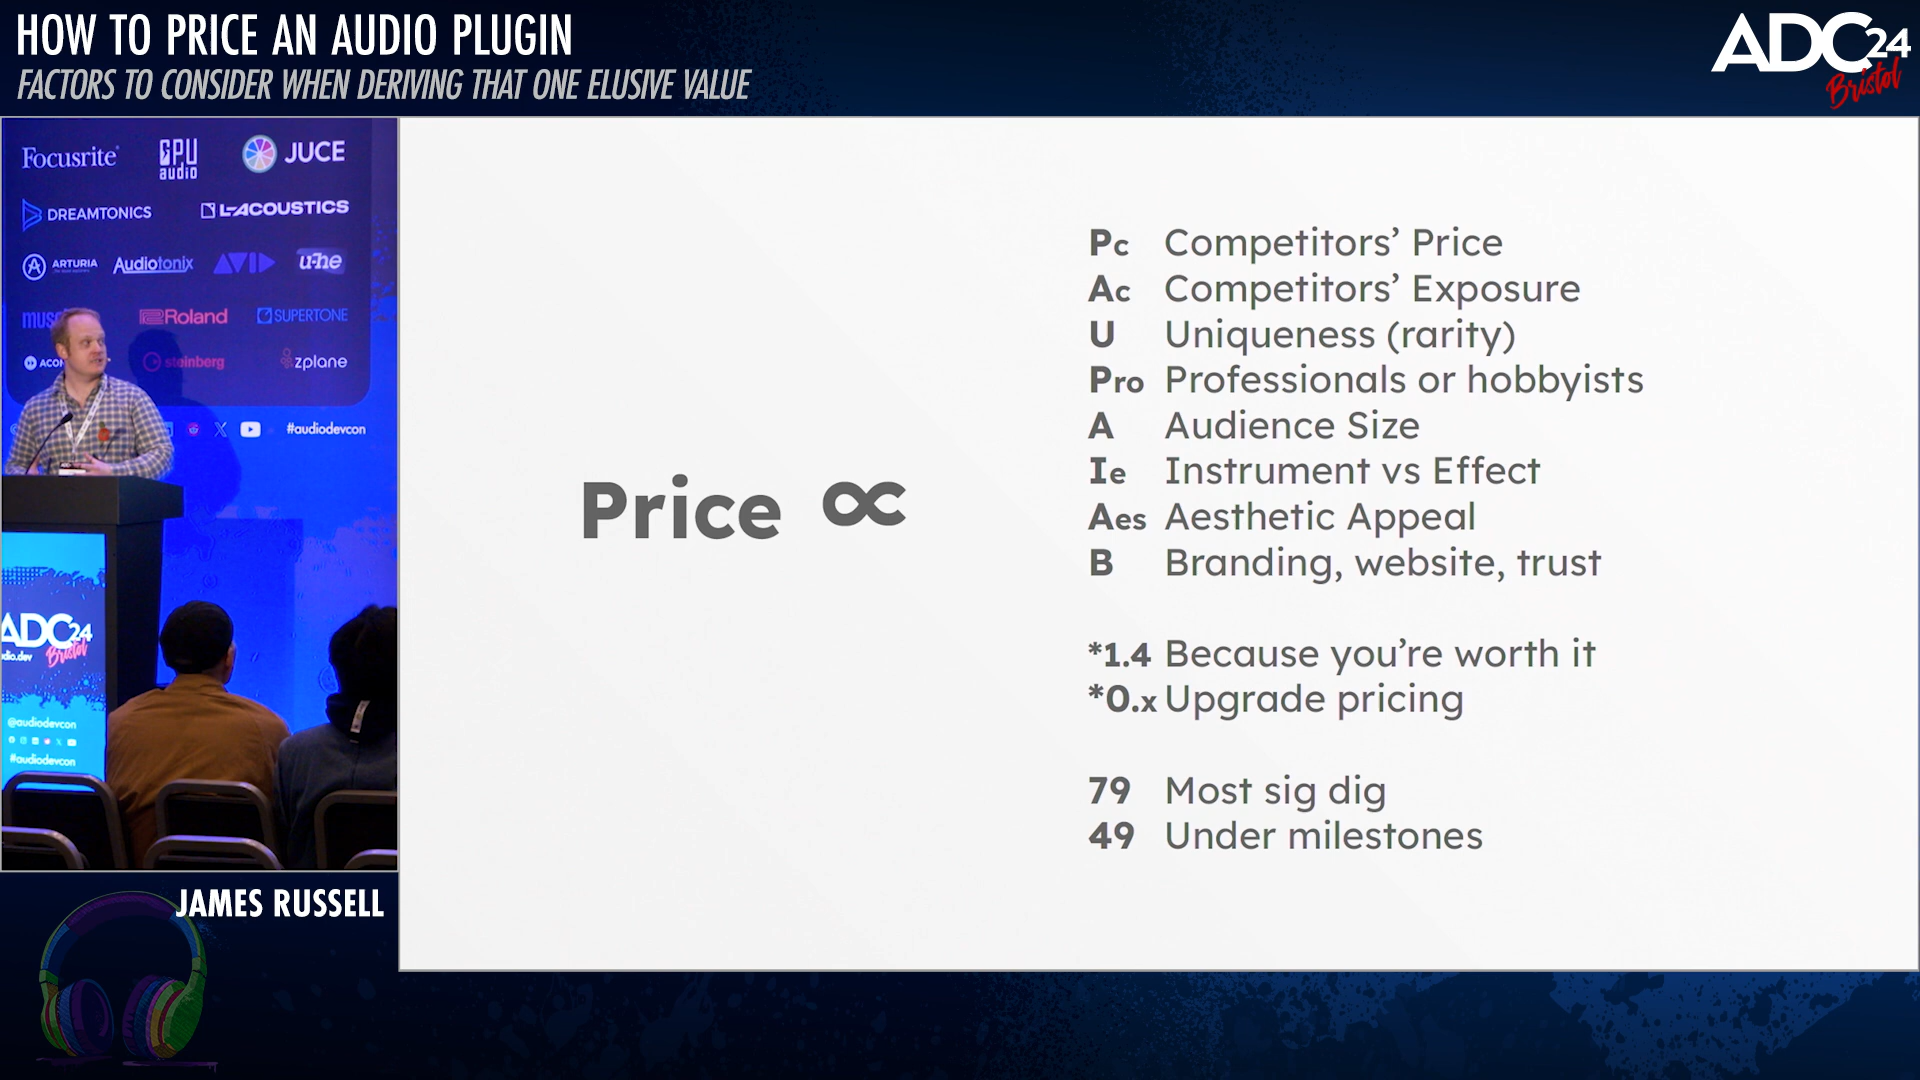 HOW TO PRICE AN AUDIO PLUGIN
FACTORS TO CONSIDER WHEN DERIVING THAT ONE ELUSIVE VALUE
ADC24
Bristol
Focusrite
GPU audio
JUCE
DREAMTONICS
L-ACOUSTICS
ARTURIA
Audiotonix
AVID
u-he
Roland
SUPERTONE
steinberg
zplane
X
#audiodevcon
ADC24
Bristol
@audiodevcon
#audiodevcon
JAMES RUSSELL
Price ∝
Pc Competitors’ Price
Ac Competitors’ Exposure
U Uniqueness (rarity)
Pro Professionals or hobbyists
A Audience Size
Ie Instrument vs Effect
Aes Aesthetic Appeal
B Branding, website, trust
*1.4 Because you’re worth it
*0.x Upgrade pricing
79 Most sig dig
49 Under milestones